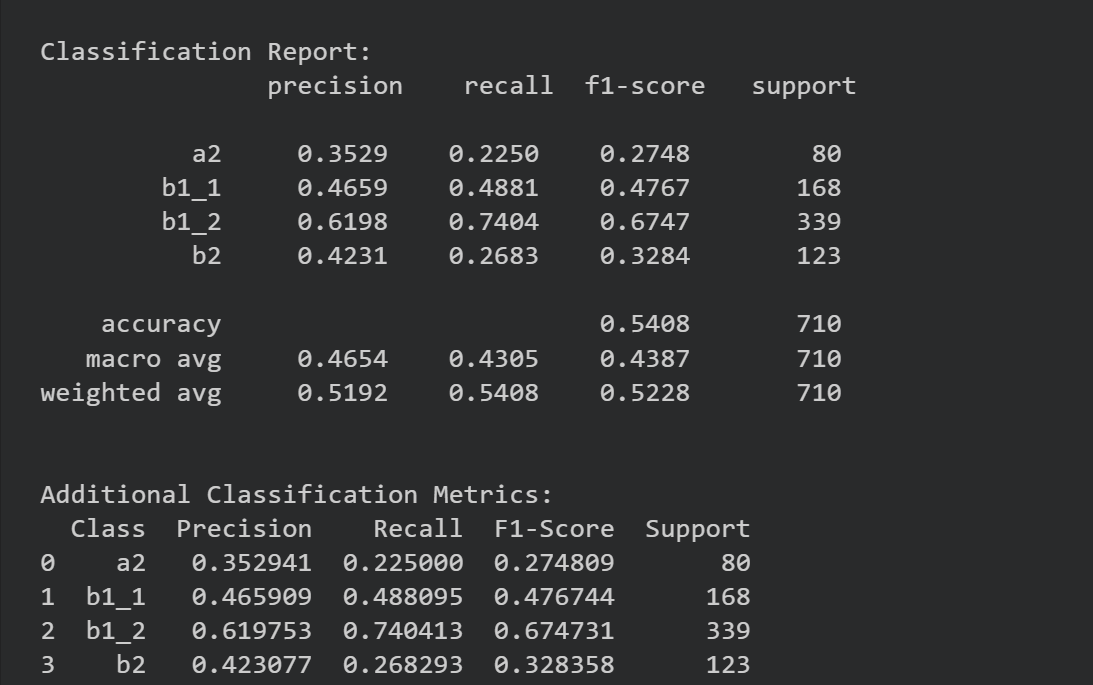 Classification Report:
precision recall f1-score support
a2 0.3529 0.2250 0.2748 80
b1_1 0.4659 0.4881 0.4767 168
b1_2 0.6198 0.7404 0.6747 339
b2 0.4231 0.2683 0.3284 123
accuracy 0.5408 710
macro avg 0.4654 0.4305 0.4387 710
weighted avg 0.5192 0.5408 0.5228 710
Additional Classification Metrics:
Class Precision Recall F1-Score Support
0 a2 0.352941 0.225000 0.274809 80
1 b1_1 0.465909 0.488095 0.476744 168
2 b1_2 0.619753 0.740413 0.674731 339
3 b2 0.423077 0.268293 0.328358 123